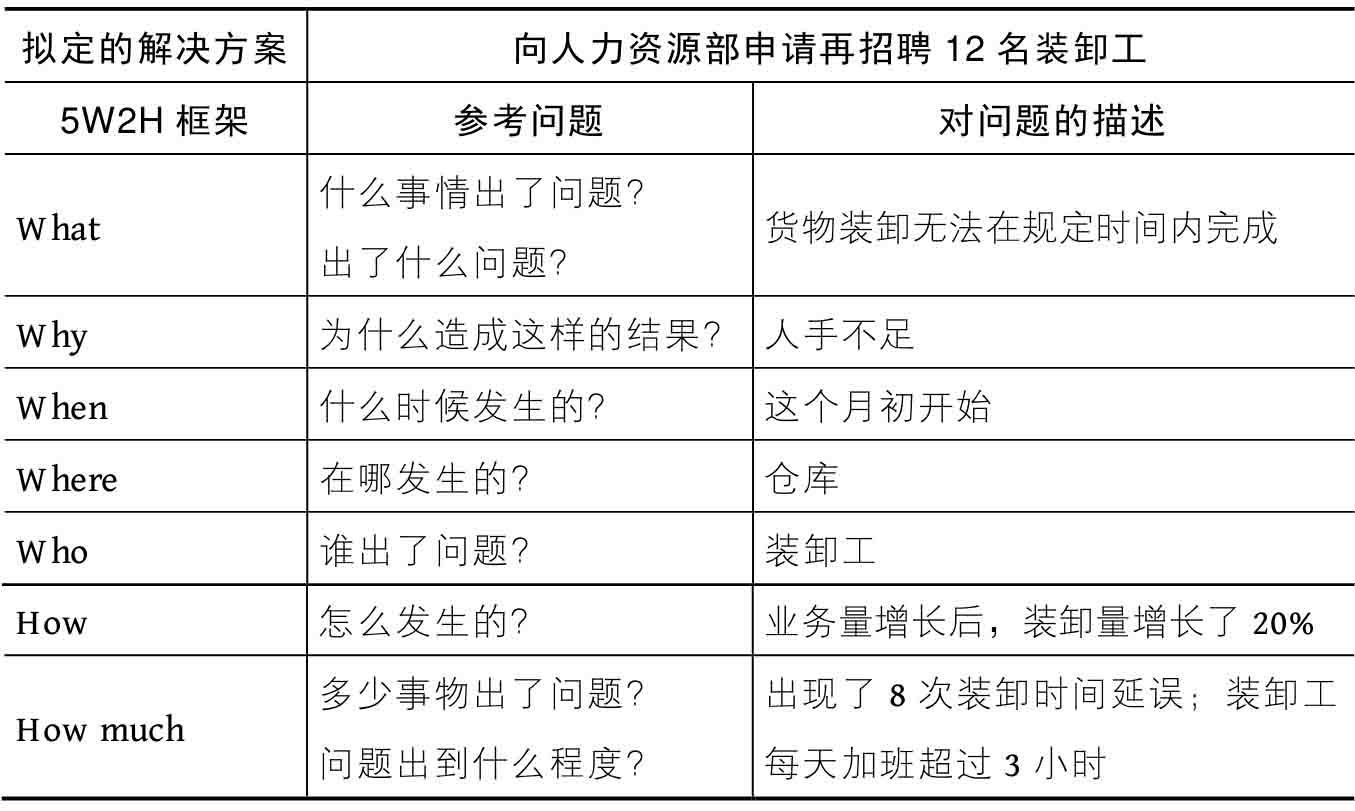 拟定的解决方案 向人力资源部申请再招聘 12 名装卸工
5W2H 框架 参考问题 对问题的描述
What 什么事情出了问题？ 货物装卸无法在规定时间内完成
出了什么问题？
Why 为什么造成这样的结果？ 人手不足
When 什么时候发生的？ 这个月初开始
Where 在哪发生的？ 仓库
Who 谁出了问题？ 装卸工
How 怎么发生的？ 业务量增长后，装卸量增长了 20%
How much 多少事物出了问题？ 出现了 8 次装卸时间延误；装卸工
问题出到什么程度？ 每天加班超过 3 小时